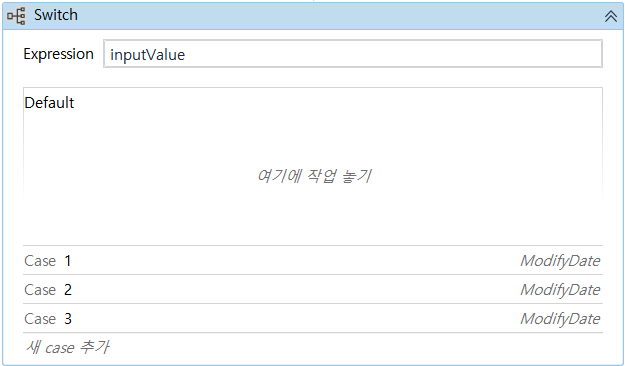 Switch
Expression inputValue
Default
여기에 작업 놓기
Case 1 ModifyDate
Case 2 ModifyDate
Case 3 ModifyDate
새 case 추가